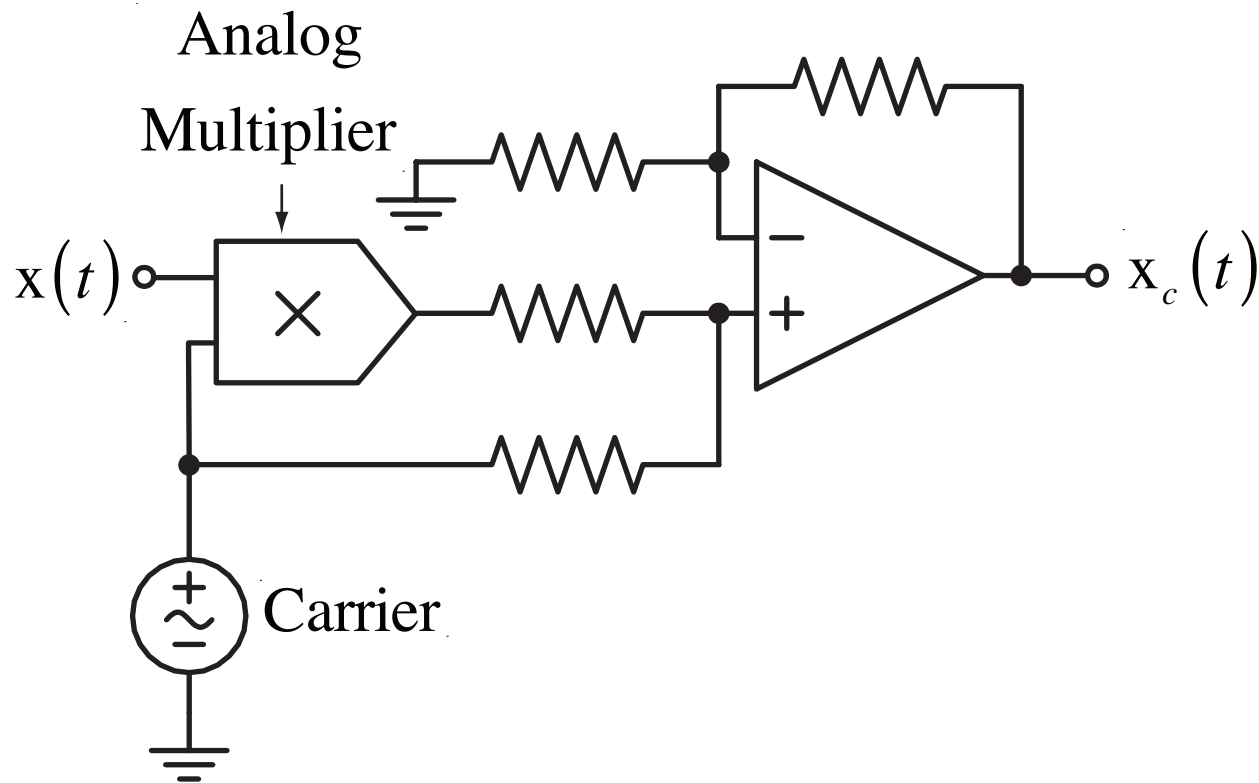 Analog
Multiplier
x(t)
×
−
+
x_c(t)
+
~
−
Carrier